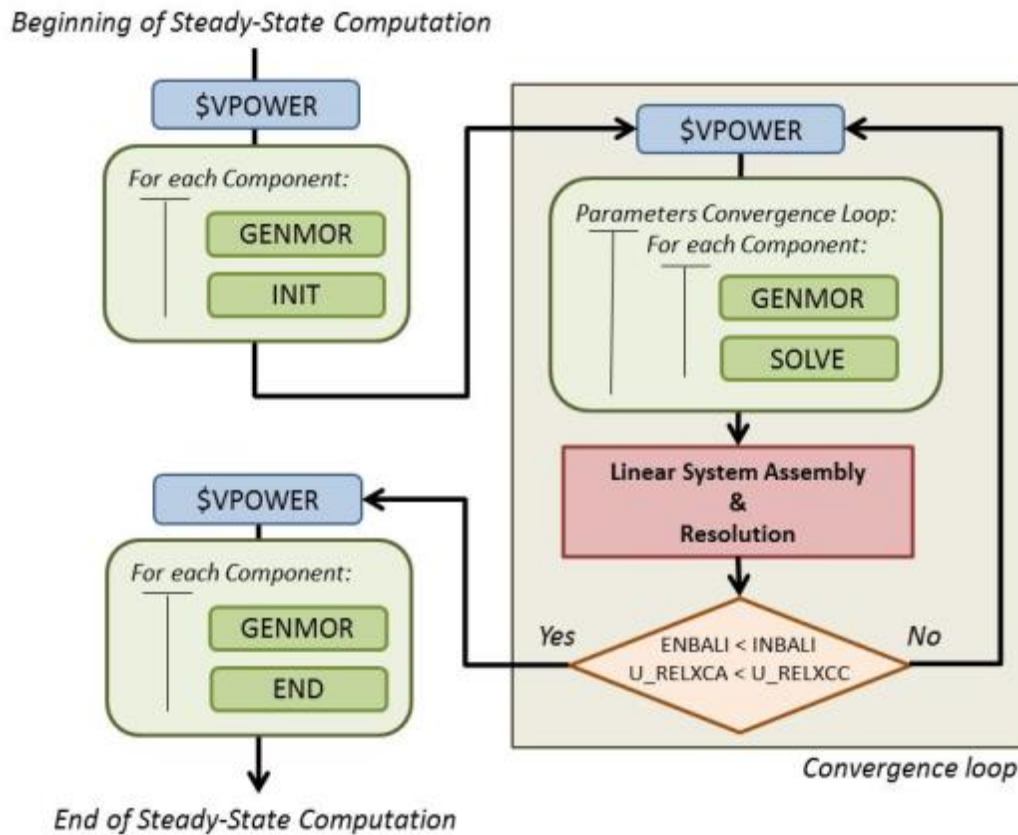 Beginning of Steady-State Computation
$VPOWER
For each Component:
GENMOR
INIT
$VPOWER
Parameters Convergence Loop:
For each Component:
GENMOR
SOLVE
Linear System Assembly
&
Resolution
ENBALI < INBALI
U_RELXCA < U_RELXCC
Yes
No
Convergence loop
$VPOWER
For each Component:
GENMOR
END
End of Steady-State Computation